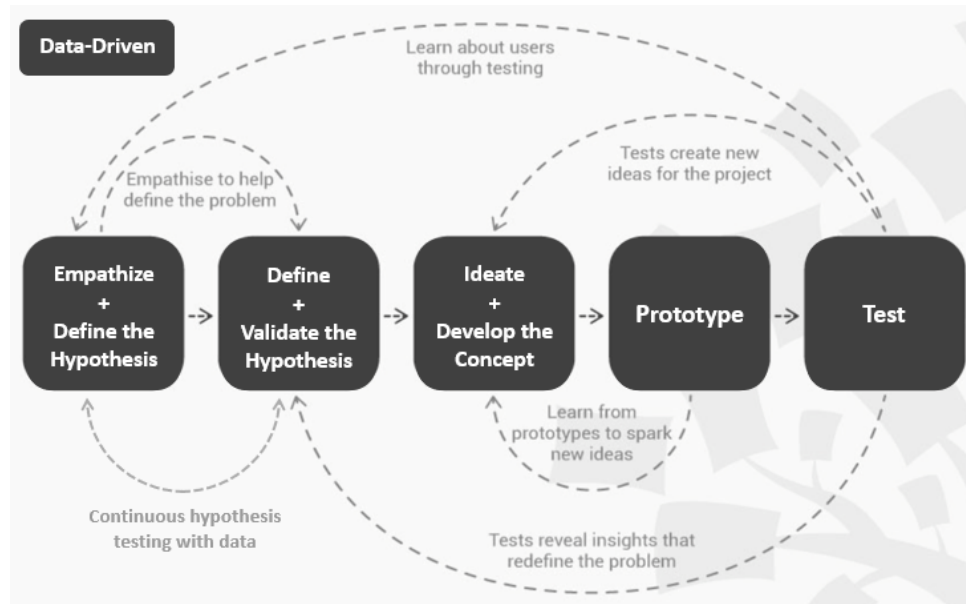 Data-Driven
Learn about users
through testing
Tests create new
ideas for the project
Empathise to help
define the problem
Empathize
+
Define the
Hypothesis
Define
+
Validate the
Hypothesis
Ideate
+
Develop the
Concept
Prototype
Test
Learn from
prototypes to spark
new ideas
Continuous hypothesis
testing with data
Tests reveal insights that
redefine the problem